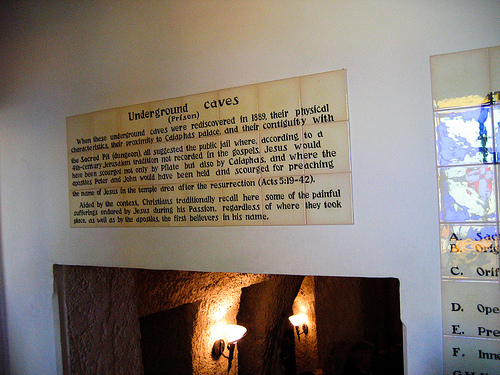 Underground caves
(Prison)
When these underground caves were rediscovered in 1889, their physical
characteristics, their proximity to Caiaphas palace, and their contiguity with
the Sacred Pit (dungeon) all suggested the public jail where, according to a
4th-century Jerusalem tradition not recorded in the gospels, Jesus would
have been scourged not only by Pilate but also by Caiaphas, and where the
apostles Peter and John would have been held and scourged for preaching
the name of Jesus in the temple area after the resurrection (Acts 5:19-42).
Aided by the context, Christians traditionally recall here some of the painful
sufferings endured by Jesus during his Passion, regardless of where they took
place, as well as by the apostles, the first believers in his name.
A. Sac
B.
C. Orif
D. Ope
E. Pre
F. Inne